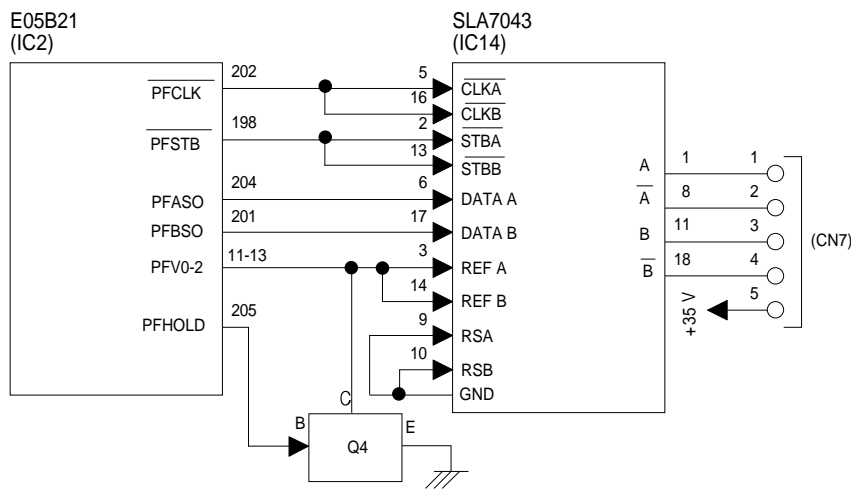 E05B21
(IC2)
SLA7043
(IC14)
PFCLK 202 5 CLKA
16 CLKB
PFSTB 198 2 STBA
13 STBB
PFASO 204 6 DATA A
PFBSO 201 17 DATA B
PFV0-2 11-13 3 REF A
14 REF B
PFHOLD 205 9 RSA
10 RSB
GND
A 1 1
A 8 2
B 11 3
B 18 4
5
+35 V
(CN7)
C
B Q4 E